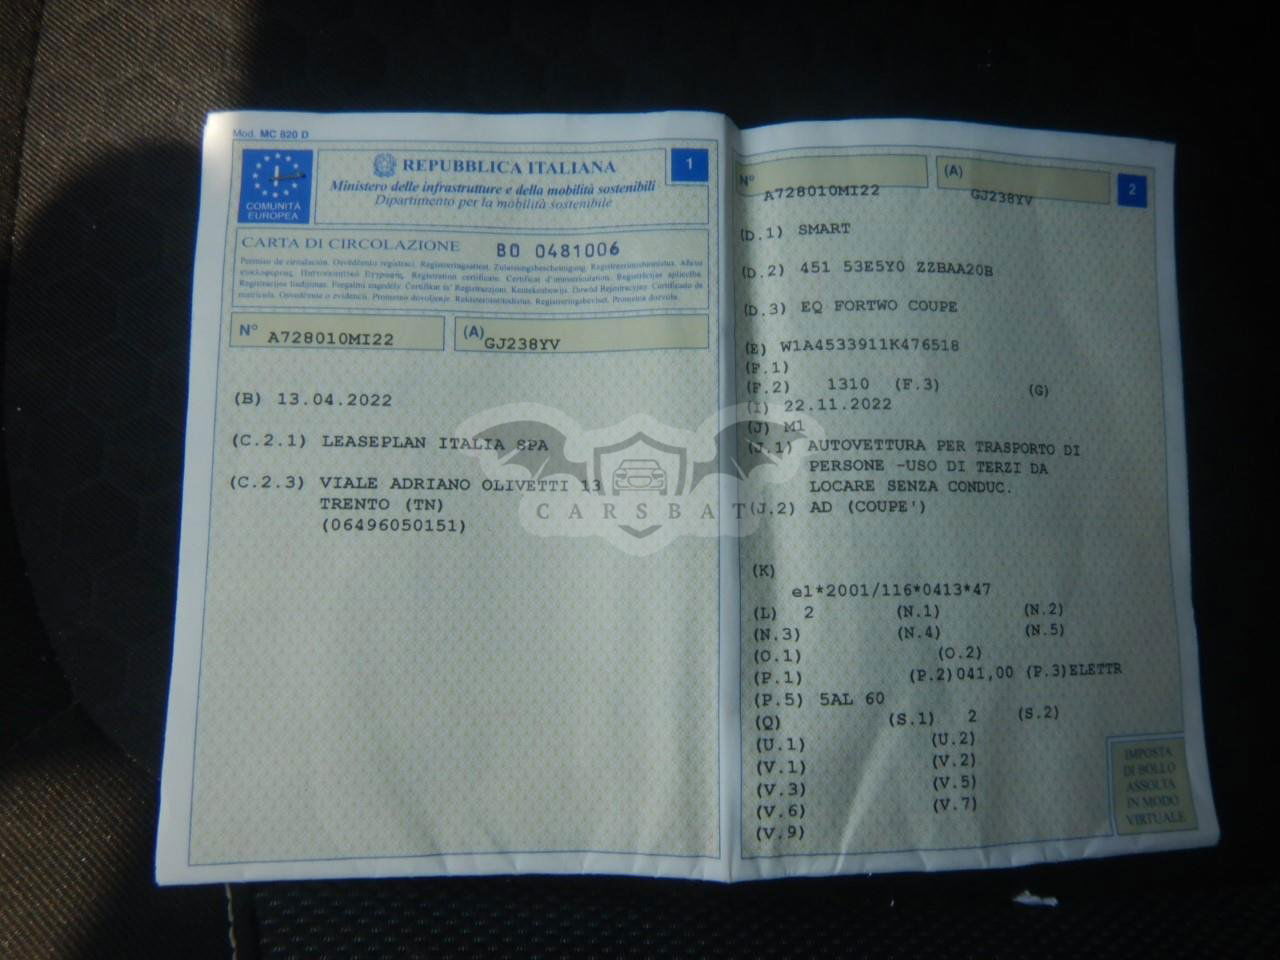 Mod. MC 820 D
COMUNITÀ
EUROPEA
REPUBBLICA ITALIANA
Ministero delle infrastrutture e della mobilità sostenibili
Dipartimento per la mobilità sostenibile
1
CARTA DI CIRCOLAZIONE BO 0481006
N° A728010MI22 (A) GJ238YV
(B) 13.04.2022
(C.2.1) LEASEPLAN ITALIA SPA
(C.2.3) VIALE ADRIANO OLIVETTI 13
TRENTO (TN)
(06496050151)
N° A728010MI22 (A) GJ238YV
2
(D.1) SMART
(D.2) 451 53E5Y0 ZZBAA20B
(D.3) EQ FORTWO COUPE
(E) W1A4533911K476518
(F.1)
(F.2) 1310 (F.3) (G)
(I) 22.11.2022
(J) M1
(J.1) AUTOVETTURA PER TRASPORTO DI
PERSONE -USO DI TERZI DA
LOCARE SENZA CONDUC.
(J.2) AD (COUPE')
(K)
e1*2001/116*0413*47
(L) 2 (N.1) (N.2)
(N.3) (N.4) (N.5)
(O.1) (O.2)
(P.1) (P.2)041,00 (P.3)ELETTR
(P.5) 5AL 60
(Q) (S.1) 2 (S.2)
(U.1) (U.2)
(V.1) (V.2)
(V.3) (V.5)
(V.6) (V.7)
(V.9)
IMPOSTA
DI BOLLO
ASSOLTA
IN MODO
VIRTUALE
CARSBAT